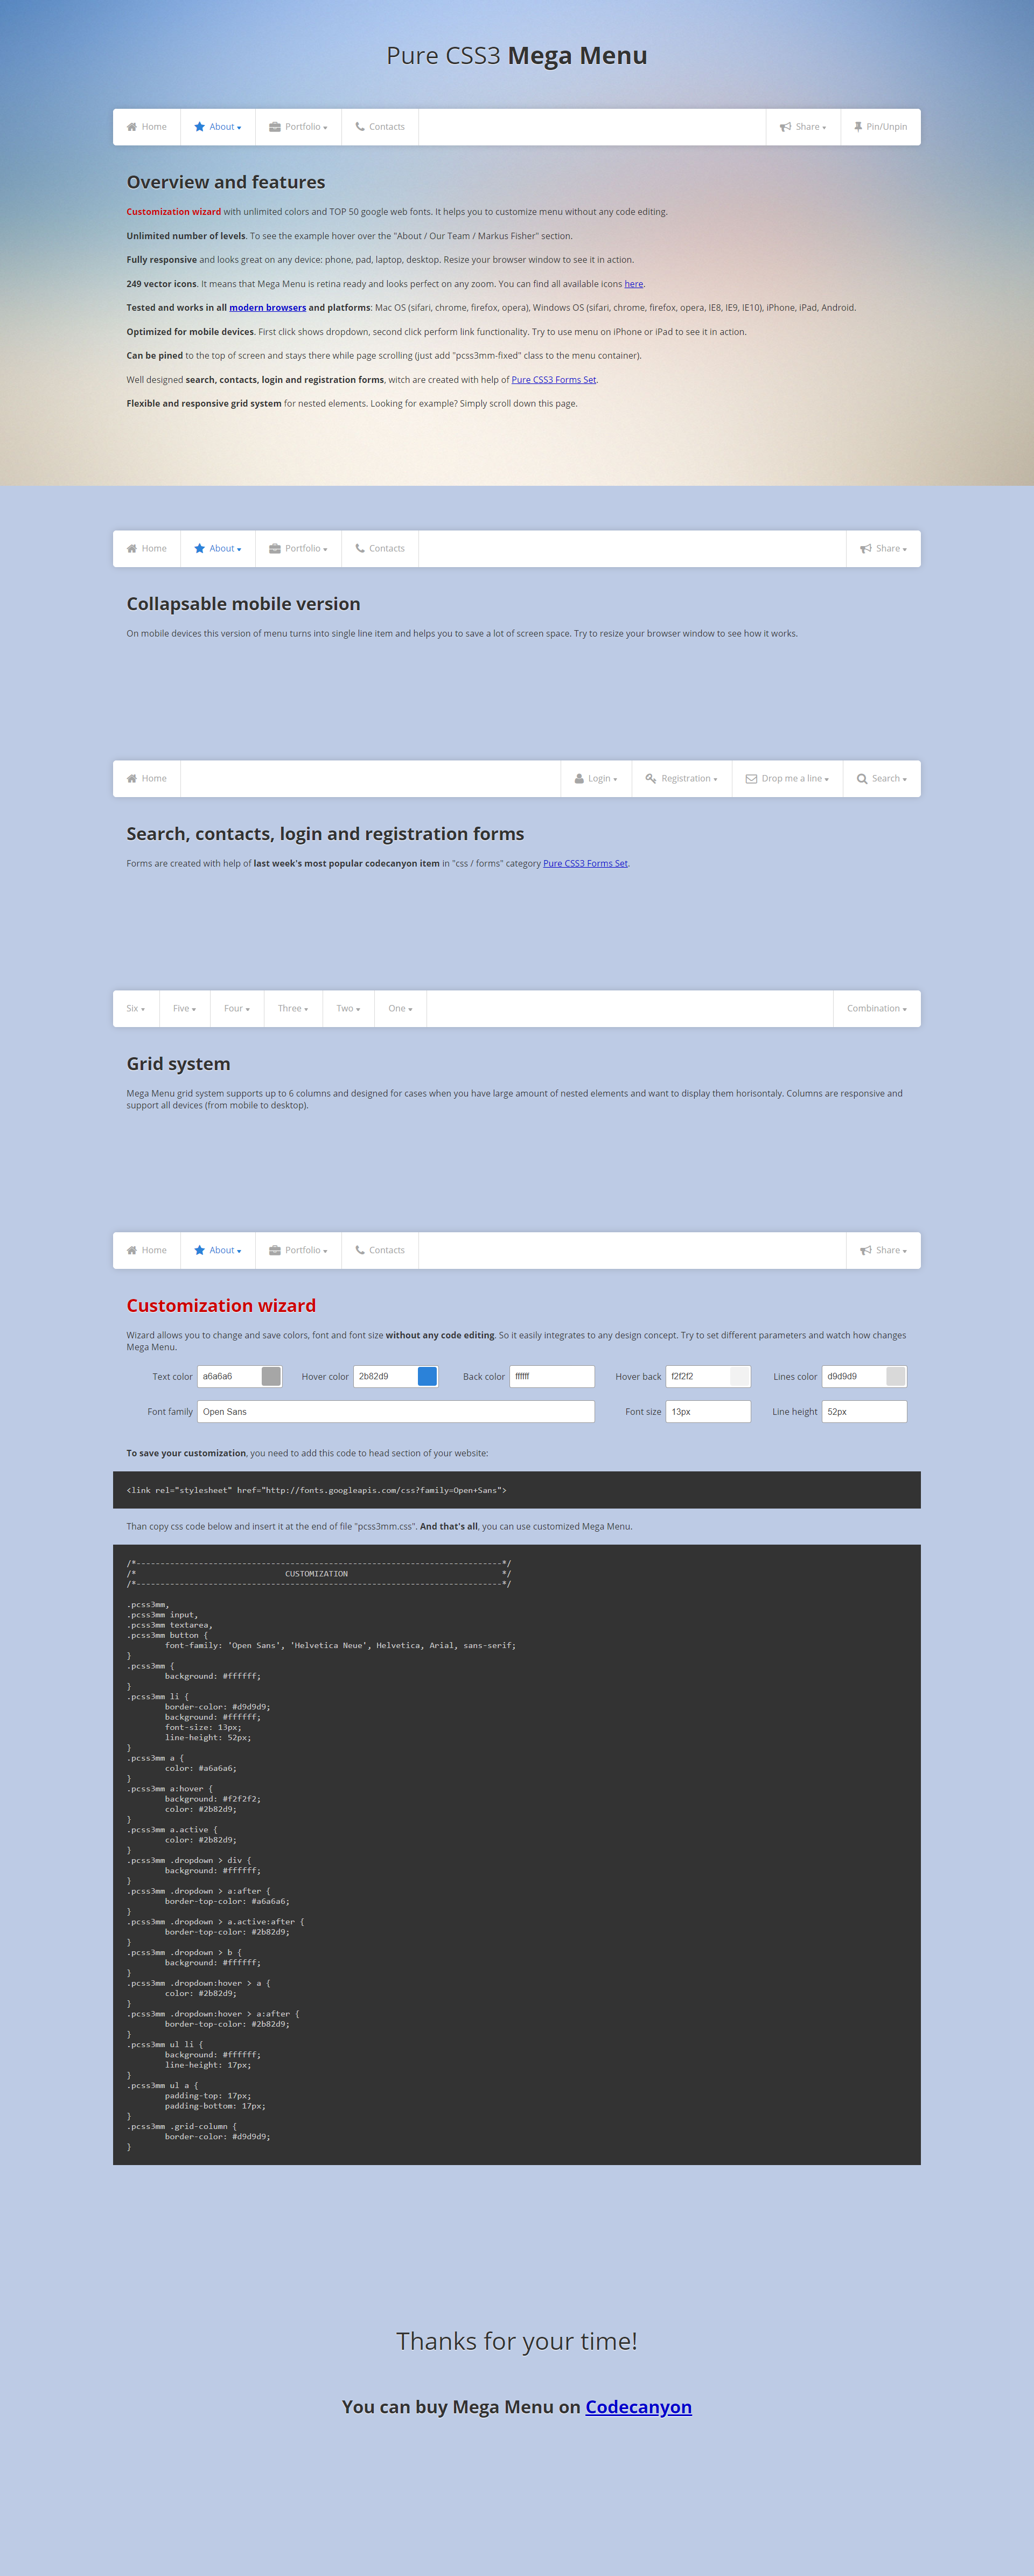 Pure CSS3 Mega Menu
Home About Portfolio Contacts Share Pin/Unpin
Overview and features
Customization wizard with unlimited colors and TOP 50 google web fonts. It helps you to customize menu without any code editing.
Unlimited number of levels. To see the example hover over the "About / Our Team / Markus Fisher" section.
Fully responsive and looks great on any device: phone, pad, laptop, desktop. Resize your browser window to see it in action.
249 vector icons. It means that Mega Menu is retina ready and looks perfect on any zoom. You can find all available icons here.
Tested and works in all modern browsers and platforms: Mac OS (sifari, chrome, firefox, opera), Windows OS (sifari, chrome, firefox, opera, IE8, IE9, IE10), iPhone, iPad, Android.
Optimized for mobile devices. First click shows dropdown, second click perform link functionality. Try to use menu on iPhone or iPad to see it in action.
Can be pined to the top of screen and stays there while page scrolling (just add "pcss3mm-fixed" class to the menu container).
Well designed search, contacts, login and registration forms, witch are created with help of Pure CSS3 Forms Set.
Flexible and responsive grid system for nested elements. Looking for example? Simply scroll down this page.
Home About Portfolio Contacts Share
Collapsable mobile version
On mobile devices this version of menu turns into single line item and helps you to save a lot of screen space. Try to resize your browser window to see how it works.
Home Login Registration Drop me a line Search
Search, contacts, login and registration forms
Forms are created with help of last week's most popular codecanyon item in "css / forms" category Pure CSS3 Forms Set.
Six Five Four Three Two One Combination
Grid system
Mega Menu grid system supports up to 6 columns and designed for cases when you have large amount of nested elements and want to display them horisontaly. Columns are responsive and
support all devices (from mobile to desktop).
Home About Portfolio Contacts Share
Customization wizard
Wizard allows you to change and save colors, font and font size without any code editing. So it easily integrates to any design concept. Try to set different parameters and watch how changes
Mega Menu.
Text color a6a6a6 Hover color 2b82d9 Back color ffffff Hover back f2f2f2 Lines color d9d9d9
Font family Open Sans Font size 13px Line height 52px
To save your customization, you need to add this code to head section of your website:
<link rel="stylesheet" href="http://fonts.googleapis.com/css?family=Open+Sans">
Than copy css code below and insert it at the end of file "pcss3mm.css". And that's all, you can use customized Mega Menu.
/*----------------------------------------------------------------------------*/
/* CUSTOMIZATION */
/*----------------------------------------------------------------------------*/
.pcss3mm,
.pcss3mm input,
.pcss3mm textarea,
.pcss3mm button {
font-family: 'Open Sans', 'Helvetica Neue', Helvetica, Arial, sans-serif;
}
.pcss3mm {
background: #ffffff;
}
.pcss3mm li {
border-color: #d9d9d9;
background: #ffffff;
font-size: 13px;
line-height: 52px;
}
.pcss3mm a {
color: #a6a6a6;
}
.pcss3mm a:hover {
background: #f2f2f2;
color: #2b82d9;
}
.pcss3mm a.active {
color: #2b82d9;
}
.pcss3mm .dropdown > div {
background: #ffffff;
}
.pcss3mm .dropdown > a:after {
border-top-color: #a6a6a6;
}
.pcss3mm .dropdown > a.active:after {
border-top-color: #2b82d9;
}
.pcss3mm .dropdown > b {
background: #ffffff;
}
.pcss3mm .dropdown:hover > a {
color: #2b82d9;
}
.pcss3mm .dropdown:hover > a:after {
border-top-color: #2b82d9;
}
.pcss3mm ul li {
background: #ffffff;
line-height: 17px;
}
.pcss3mm ul a {
padding-top: 17px;
padding-bottom: 17px;
}
.pcss3mm .grid-column {
border-color: #d9d9d9;
}
Thanks for your time!
You can buy Mega Menu on Codecanyon